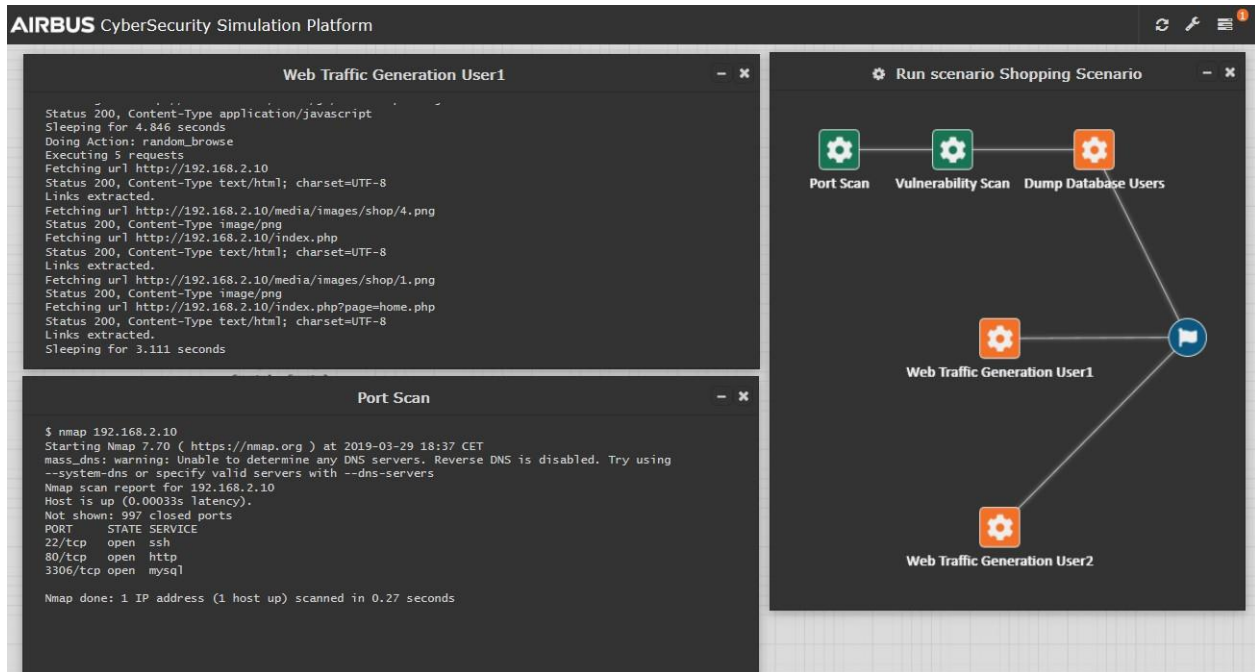 AIRBUS CyberSecurity Simulation Platform
1
Web Traffic Generation User1
Status 200, Content-Type application/javascript
Sleeping for 4.846 seconds
Doing Action: random_browse
Executing 5 requests
Fetching url http://192.168.2.10
Status 200, Content-Type text/html; charset=UTF-8
Links extracted.
Fetching url http://192.168.2.10/media/images/shop/4.png
Status 200, Content-Type image/png
Fetching url http://192.168.2.10/index.php
Status 200, Content-Type text/html; charset=UTF-8
Links extracted.
Fetching url http://192.168.2.10/media/images/shop/1.png
Status 200, Content-Type image/png
Fetching url http://192.168.2.10/index.php?page=home.php
Status 200, Content-Type text/html; charset=UTF-8
Links extracted.
Sleeping for 3.111 seconds
Port Scan
$ nmap 192.168.2.10
Starting Nmap 7.70 ( https://nmap.org ) at 2019-03-29 18:37 CET
mass_dns: warning: Unable to determine any DNS servers. Reverse DNS is disabled. Try using
--system-dns or specify valid servers with --dns-servers
Nmap scan report for 192.168.2.10
Host is up (0.00033s latency).
Not shown: 997 closed ports
PORT STATE SERVICE
22/tcp open ssh
80/tcp open http
3306/tcp open mysql
Nmap done: 1 IP address (1 host up) scanned in 0.27 seconds
Run scenario Shopping Scenario
Port Scan
Vulnerability Scan
Dump Database Users
Web Traffic Generation User1
Web Traffic Generation User2